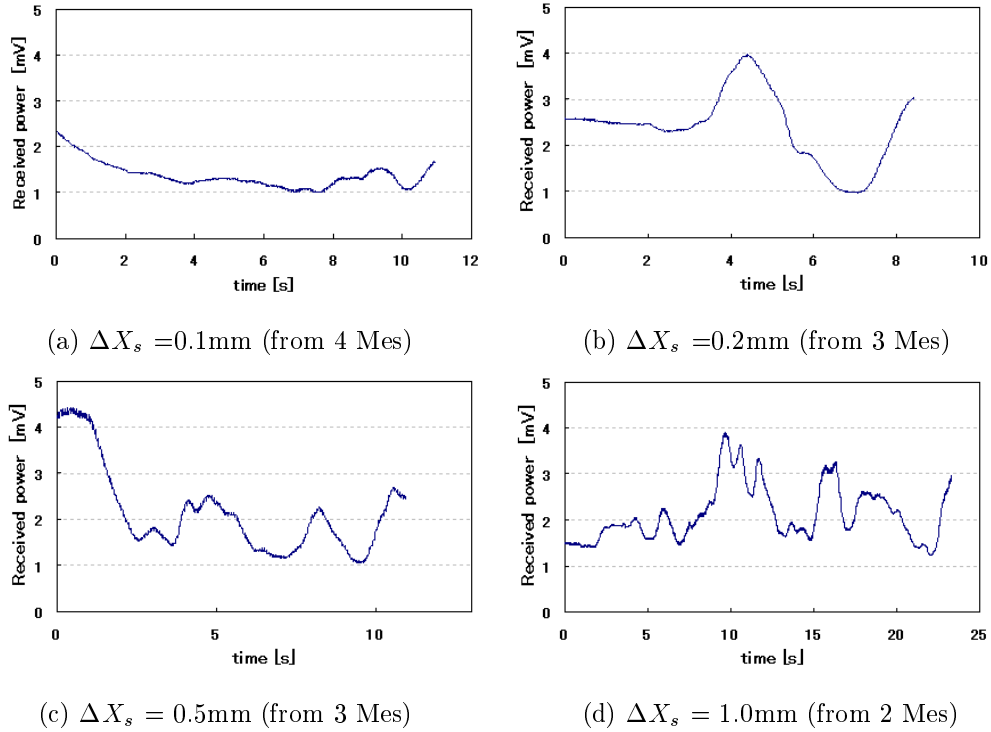 5
4
3
2
1
0
Received power [mV]
0 2 4 6 8 10 12
time [s]
(a) ΔXₛ =0.1mm (from 4 Mes)
5
4
3
2
1
0
Received power [mV]
0 2 4 6 8 10
time [s]
(b) ΔXₛ =0.2mm (from 3 Mes)
5
4
3
2
1
0
Received power [mV]
0 5 10
time [s]
(c) ΔXₛ = 0.5mm (from 3 Mes)
5
4
3
2
1
0
Received power [mV]
0 5 10 15 20 25
time [s]
(d) ΔXₛ = 1.0mm (from 2 Mes)